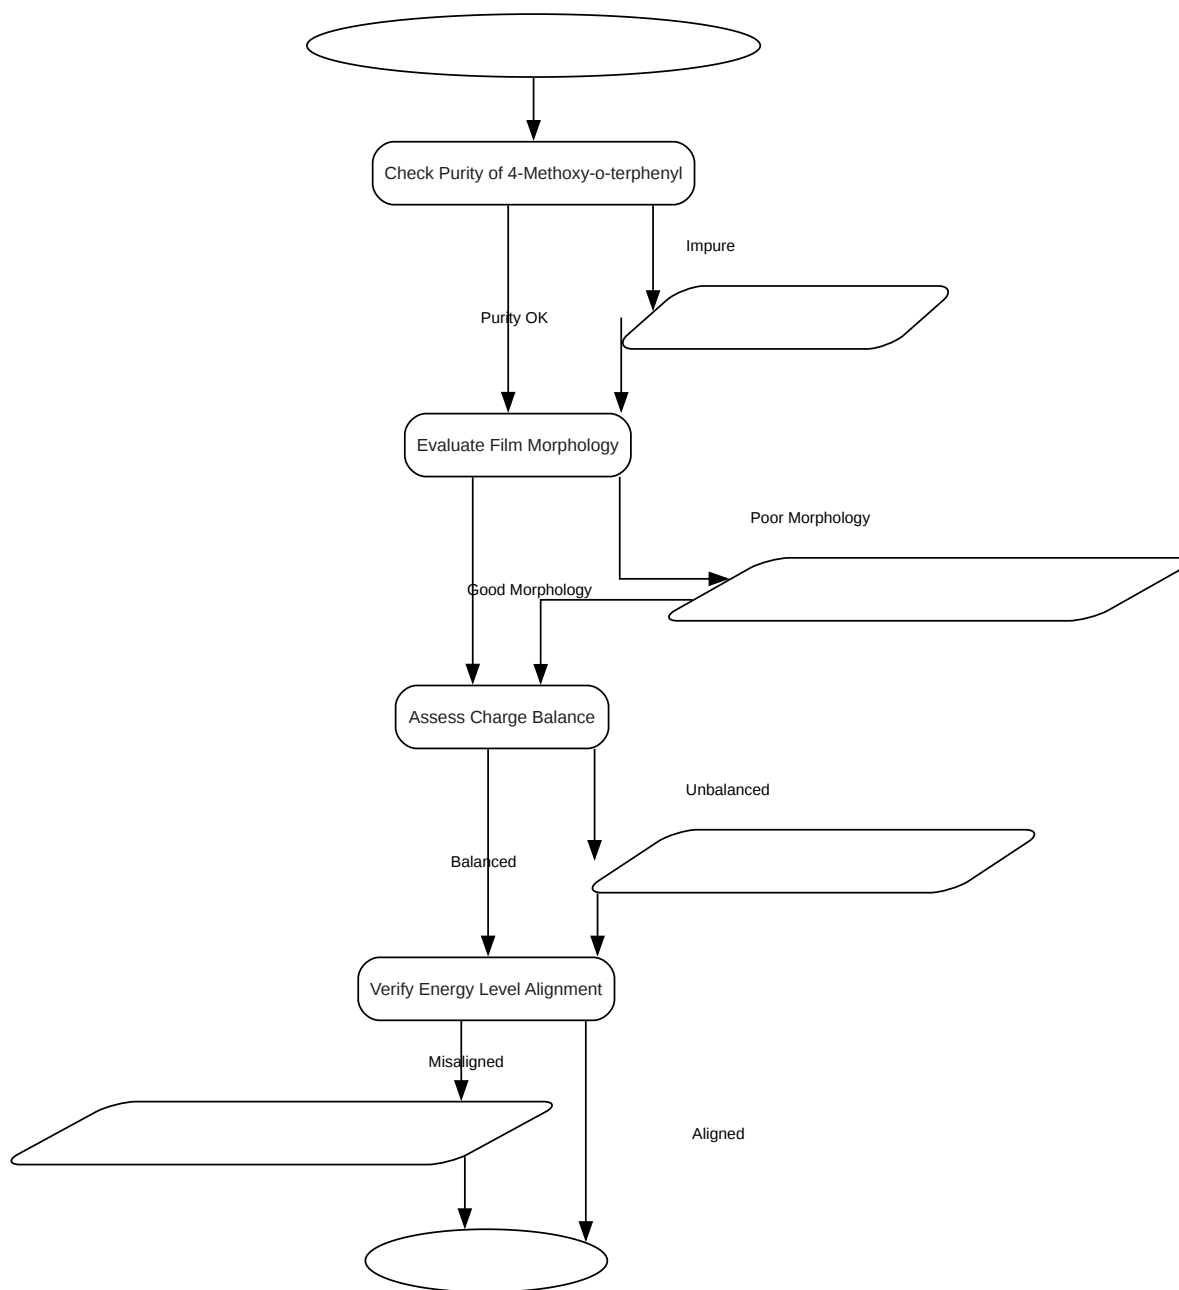 Check Purity of 4-Methoxy-o-terphenyl
Impure
Purity OK
Evaluate Film Morphology
Poor Morphology
Good Morphology
Assess Charge Balance
Unbalanced
Balanced
Verify Energy Level Alignment
Misaligned
Aligned